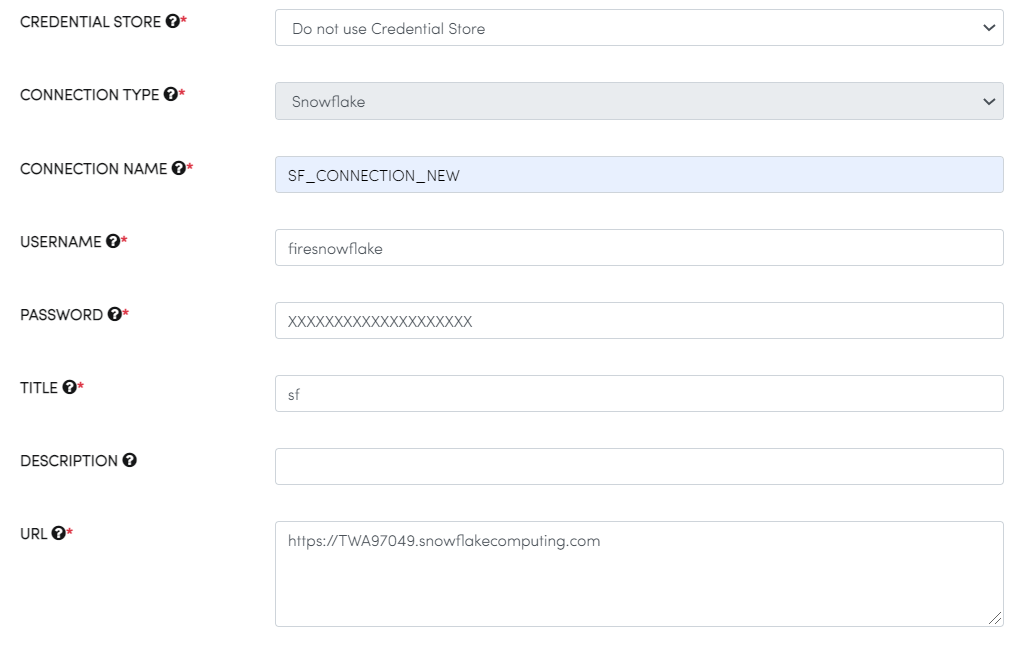 CREDENTIAL STORE ?* Do not use Credential Store
CONNECTION TYPE ?* Snowflake
CONNECTION NAME ?* SF_CONNECTION_NEW
USERNAME ?* firesnowflake
PASSWORD ?* XXXXXXXXXXXXXXXXXXXX
TITLE ?* sf
DESCRIPTION ?
URL ?* https://TWA97049.snowflakecomputing.com